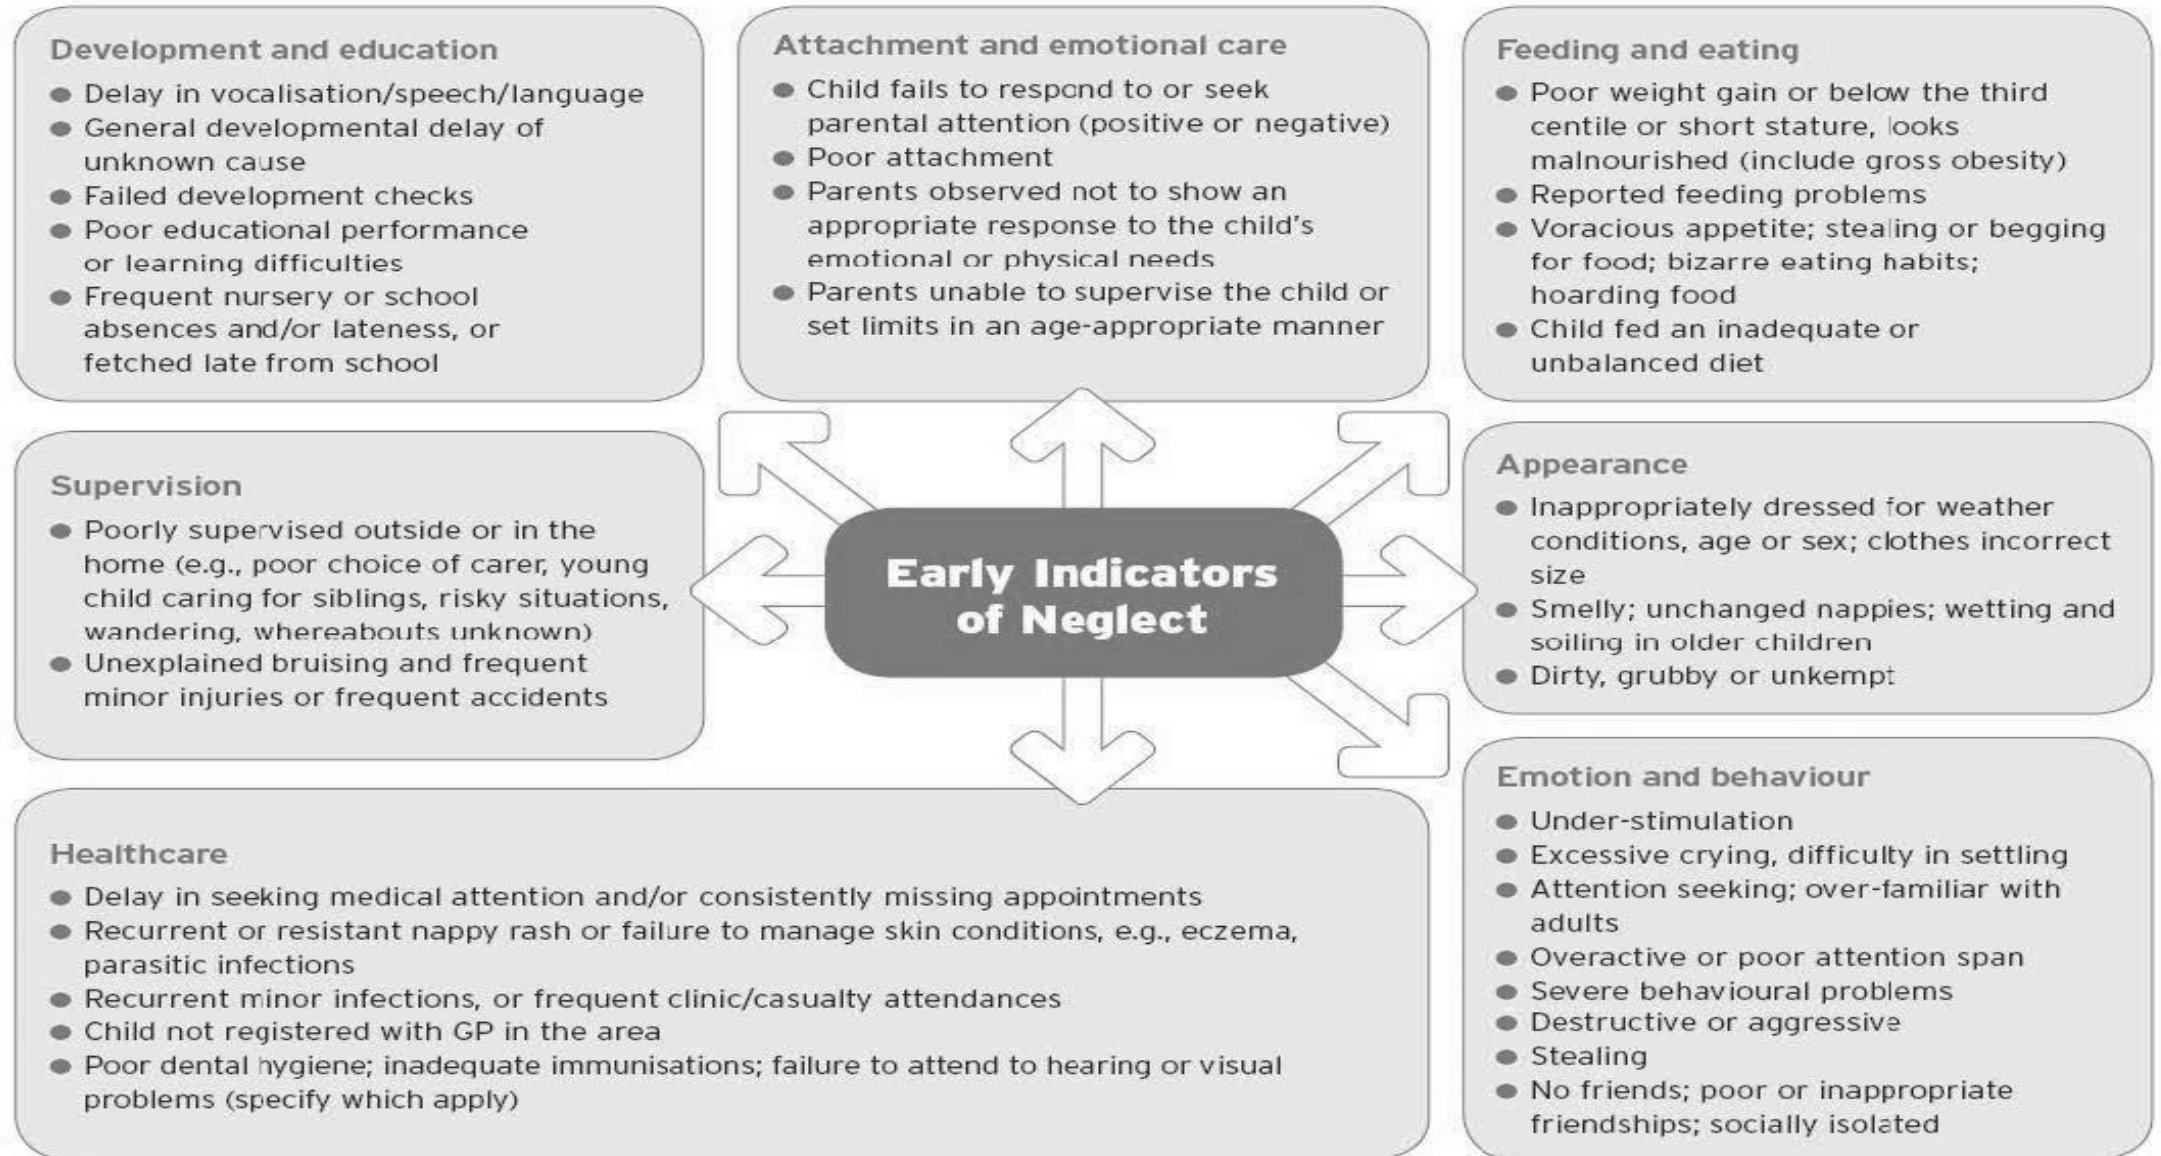 Development and education
● Delay in vocalisation/speech/language
● General developmental delay of
unknown cause
● Failed development checks
● Poor educational performance
or learning difficulties
● Frequent nursery or school
absences and/or lateness, or
fetched late from school
Attachment and emotional care
● Child fails to respond to or seek
parental attention (positive or negative)
● Poor attachment
● Parents observed not to show an
appropriate response to the child's
emotional or physical needs
● Parents unable to supervise the child or
set limits in an age-appropriate manner
Feeding and eating
● Poor weight gain or below the third
centile or short stature, looks
malnourished (include gross obesity)
● Reported feeding problems
● Voracious appetite; stealing or begging
for food; bizarre eating habits;
hoarding food
● Child fed an inadequate or
unbalanced diet
Supervision
● Poorly supervised outside or in the
home (e.g., poor choice of carer, young
child caring for siblings, risky situations,
wandering, whereabouts unknown)
● Unexplained bruising and frequent
minor injuries or frequent accidents
Early Indicators
of Neglect
Appearance
● Inappropriately dressed for weather
conditions, age or sex; clothes incorrect
size
● Smelly; unchanged nappies; wetting and
soiling in older children
● Dirty, grubby or unkempt
Healthcare
● Delay in seeking medical attention and/or consistently missing appointments
● Recurrent or resistant nappy rash or failure to manage skin conditions, e.g., eczema,
parasitic infections
● Recurrent minor infections, or frequent clinic/casualty attendances
● Child not registered with GP in the area
● Poor dental hygiene; inadequate immunisations; failure to attend to hearing or visual
problems (specify which apply)
Emotion and behaviour
● Under-stimulation
● Excessive crying, difficulty in settling
● Attention seeking; over-familiar with
adults
● Overactive or poor attention span
● Severe behavioural problems
● Destructive or aggressive
● Stealing
● No friends; poor or inappropriate
friendships; socially isolated